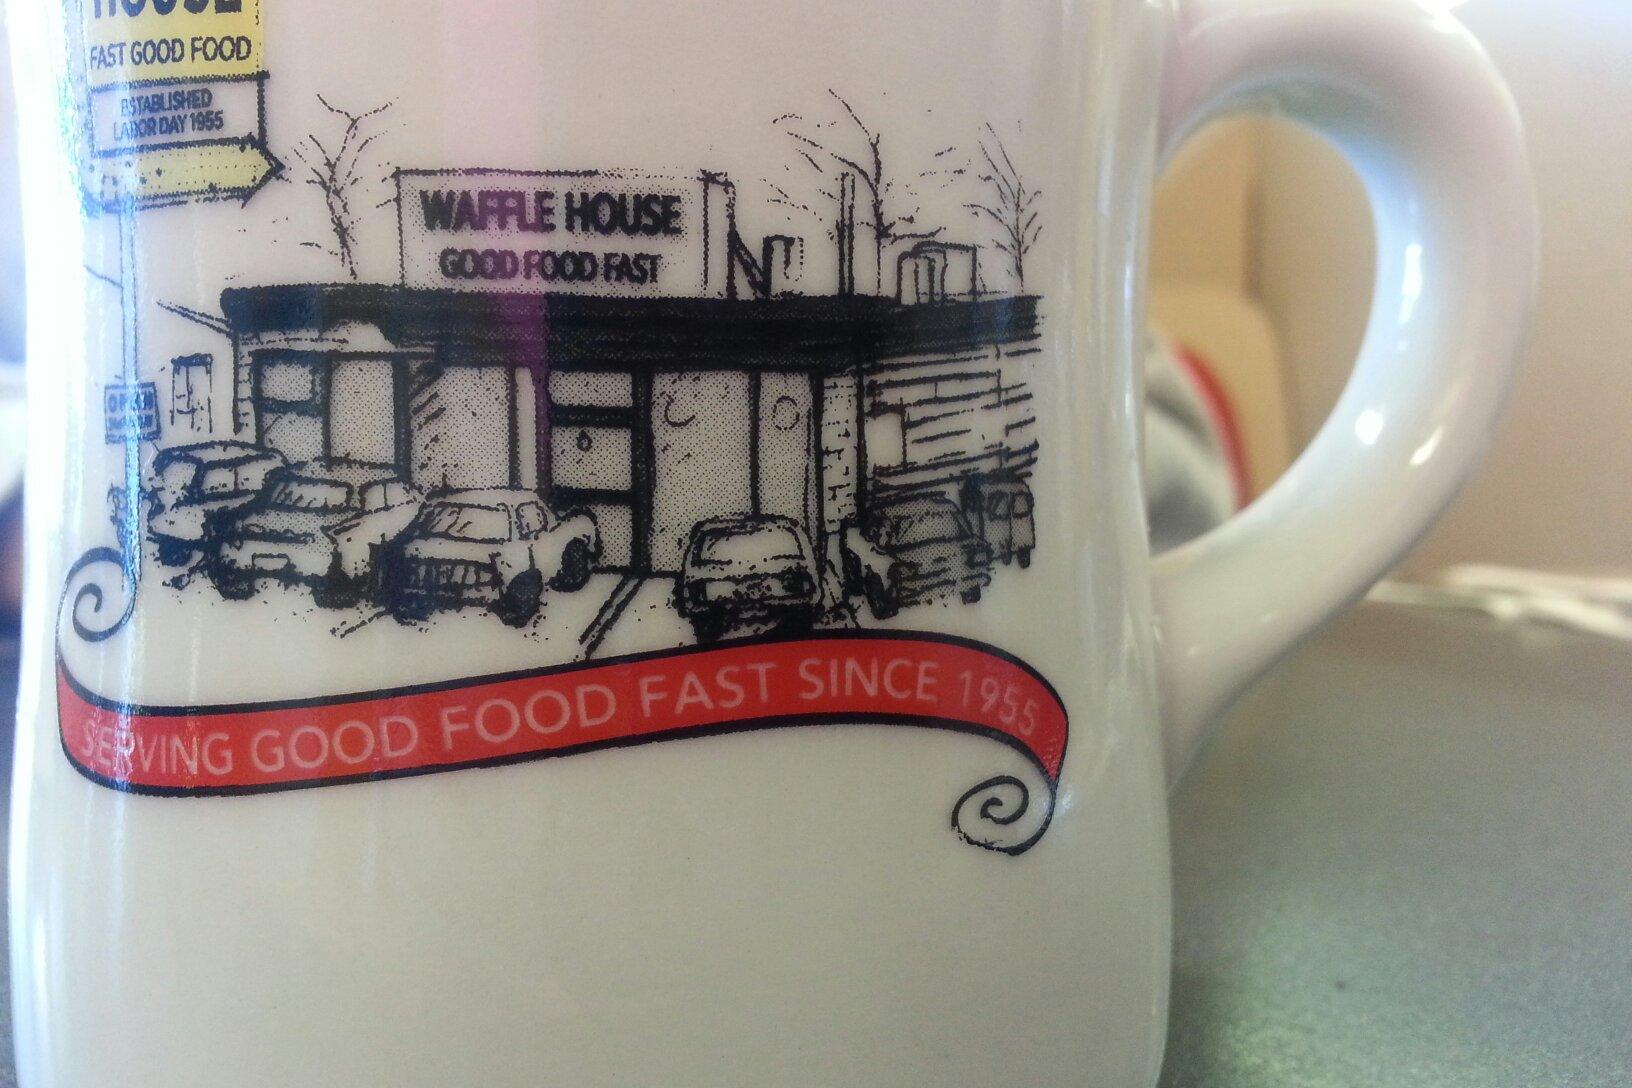 HOUSE
FAST GOOD FOOD
ESTABLISHED
LABOR DAY 1955
WAFFLE HOUSE
GOOD FOOD FAST
SERVING GOOD FOOD FAST SINCE 1955